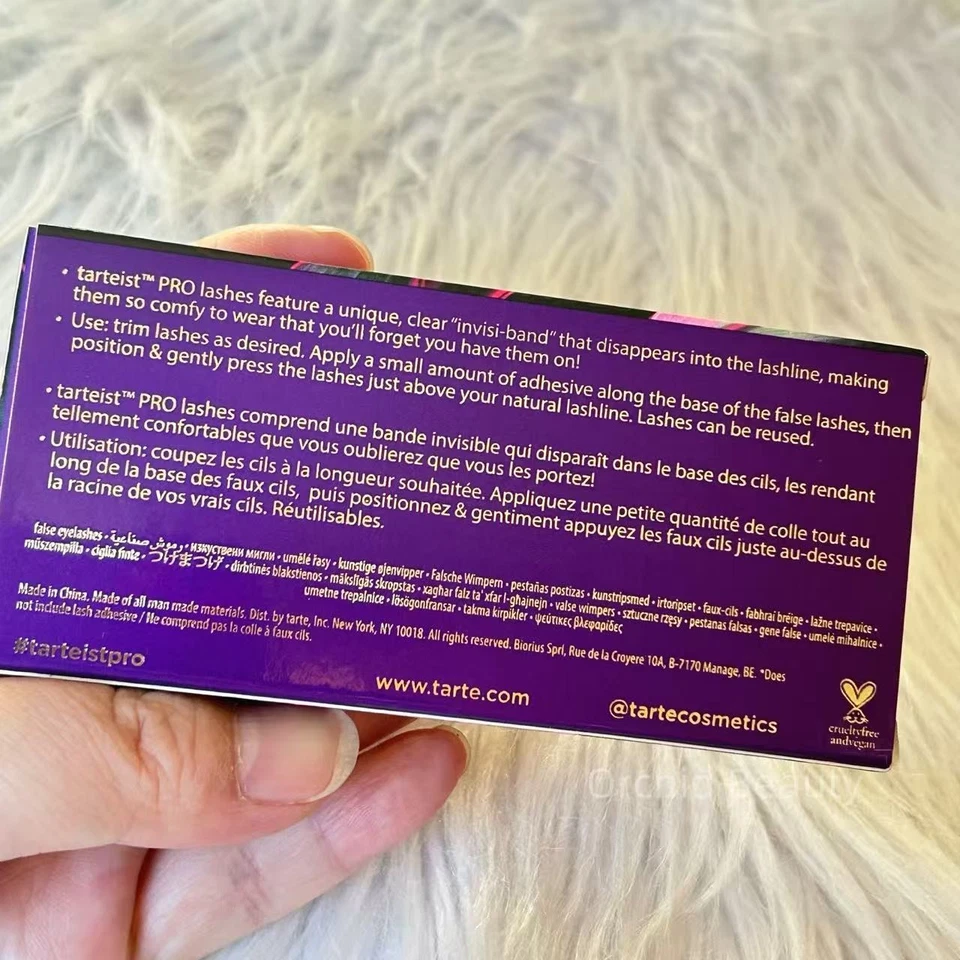 • tarteist™ PRO lashes feature a unique, clear "invisi-band" that disappears into the lashline, making
them so comfy to wear that you'll forget you have them on!
• Use: trim lashes as desired. Apply a small amount of adhesive along the base of the false lashes, then
position & gently press the lashes just above your natural lashline. Lashes can be reused.
• tarteist™ PRO lashes comprend une bande invisible qui disparaît dans le base des cils, les rendant
tellement confortables que vous oublierez que vous les portez!
• Utilisation: coupez les cils à la longueur souhaitée. Appliquez une petite quantité de colle tout au
long de la base des faux cils, puis positionnez & gentiment appuyez les faux cils juste au-dessus de
la racine de vos vrais cils. Réutilisables.
false eyelashes • رموش صناعية • изкуствени мигли • umělé řasy • kunstige øjenvipper • Falsche Wimpern • pestañas postizas • kunstripsmed • irtoripset • faux-cils • fabhraí bréige • lažne trepavice •
műszempilla • ciglia finte • つけまつげ • dirbtinės blakstienos • mākslīgās skropstas • xagħar falz ta' xfar l-għajnejn • valse wimpers • sztuczne rzęsy • pestanas falsas • gene false • umelé mihalnice •
umetne trepalnice • lösögonfransar • takma kirpikler • ψεύτικες βλεφαρίδες
Made in China. Made of all man made materials. Dist. by tarte, Inc. New York, NY 10018. All rights reserved. Biorius Sprl, Rue de la Croyere 10A, B-7170 Manage, BE. *Does
not include lash adhesive / Ne comprend pas la colle à faux cils.
#tarteistpro
www.tarte.com
@tartecosmetics
crueltyfree
andvegan
Orchid Beauty